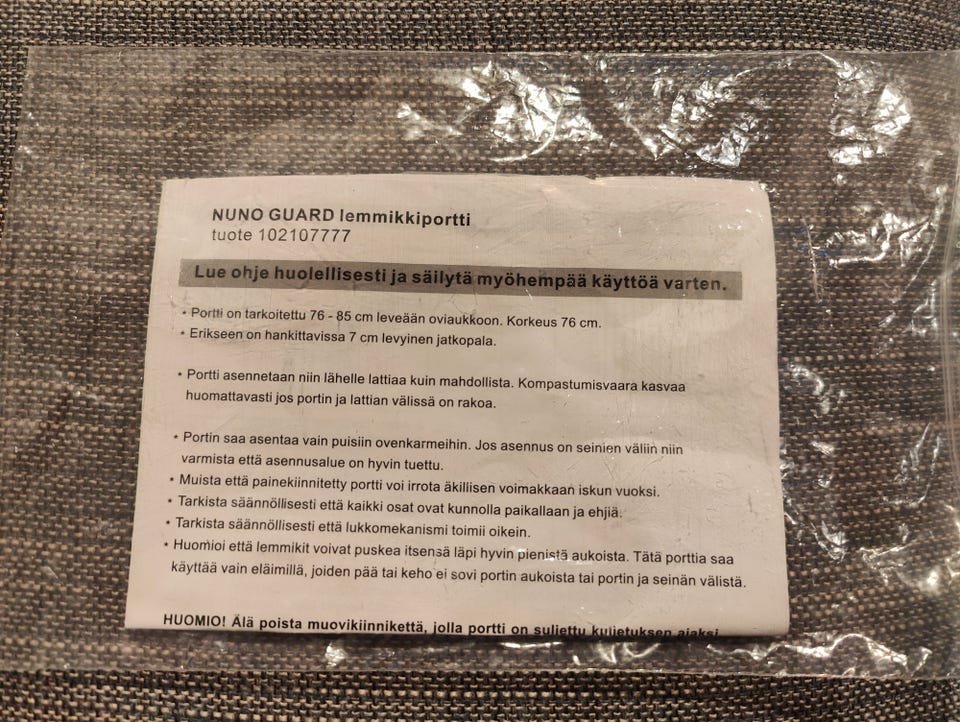 NUNO GUARD lemmikkiportti
tuote 102107777
Lue ohje huolellisesti ja säilytä myöhempää käyttöä varten.
* Portti on tarkoitettu 76 - 85 cm leveään oviaukkoon. Korkeus 76 cm.
* Erikseen on hankittavissa 7 cm levyinen jatkopala.
* Portti asennetaan niin lähelle lattiaa kuin mahdollista. Kompastumisvaara kasvaa
huomattavasti jos portin ja lattian välissä on rakoa.
* Portin saa asentaa vain puisiin ovenkarmeihin. Jos asennus on seinien väliin niin
varmista että asennusalue on hyvin tuettu.
* Muista että painekiinnitetty portti voi irrota äkillisen voimakkaan iskun vuoksi.
* Tarkista säännöllisesti että kaikki osat ovat kunnolla paikallaan ja ehjiä.
* Tarkista säännöllisesti että lukkomekanismi toimii oikein.
* Huomioi että lemmikit voivat puskea itsensä läpi hyvin pienistä aukoista. Tätä porttia saa
käyttää vain eläimillä, joiden pää tai keho ei sovi portin aukoista tai portin ja seinän välistä.
HUOMIO! Älä poista muovikiinnikettä, jolla portti on suljettu kuljetuksen ajaksi